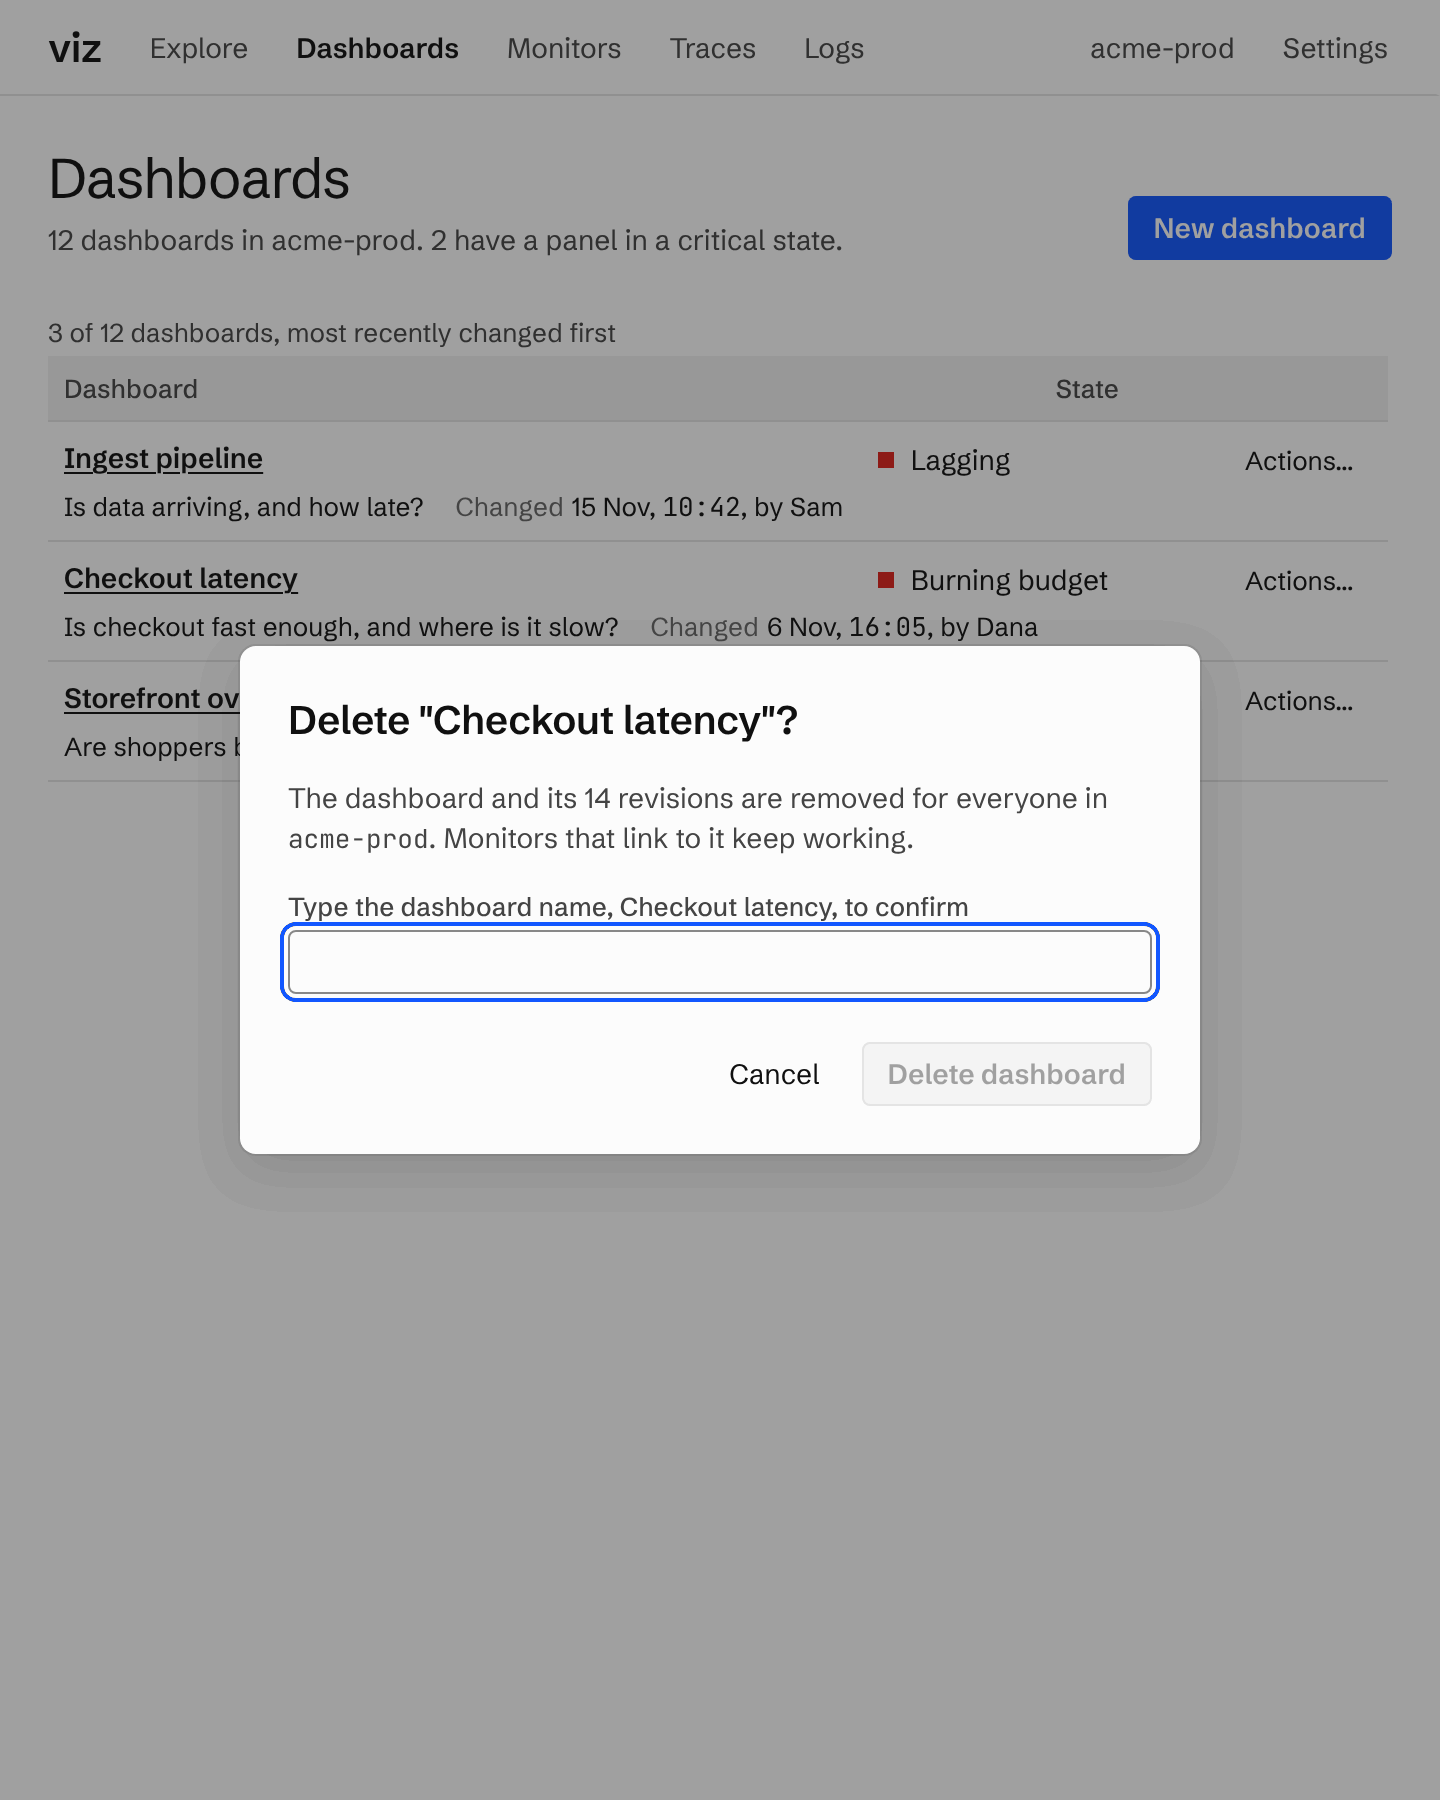 viz Explore Dashboards Monitors Traces Logs acme-prod Settings
Dashboards
12 dashboards in acme-prod. 2 have a panel in a critical state.
New dashboard
3 of 12 dashboards, most recently changed first
Dashboard State
Ingest pipeline Lagging Actions...
Is data arriving, and how late? Changed 15 Nov, 10:42, by Sam
Checkout latency Burning budget Actions...
Is checkout fast enough, and where is it slow? Changed 6 Nov, 16:05, by Dana
Storefront ov Actions...
Are shoppers
Delete "Checkout latency"?
The dashboard and its 14 revisions are removed for everyone in
acme-prod. Monitors that link to it keep working.
Type the dashboard name, Checkout latency, to confirm
Cancel Delete dashboard